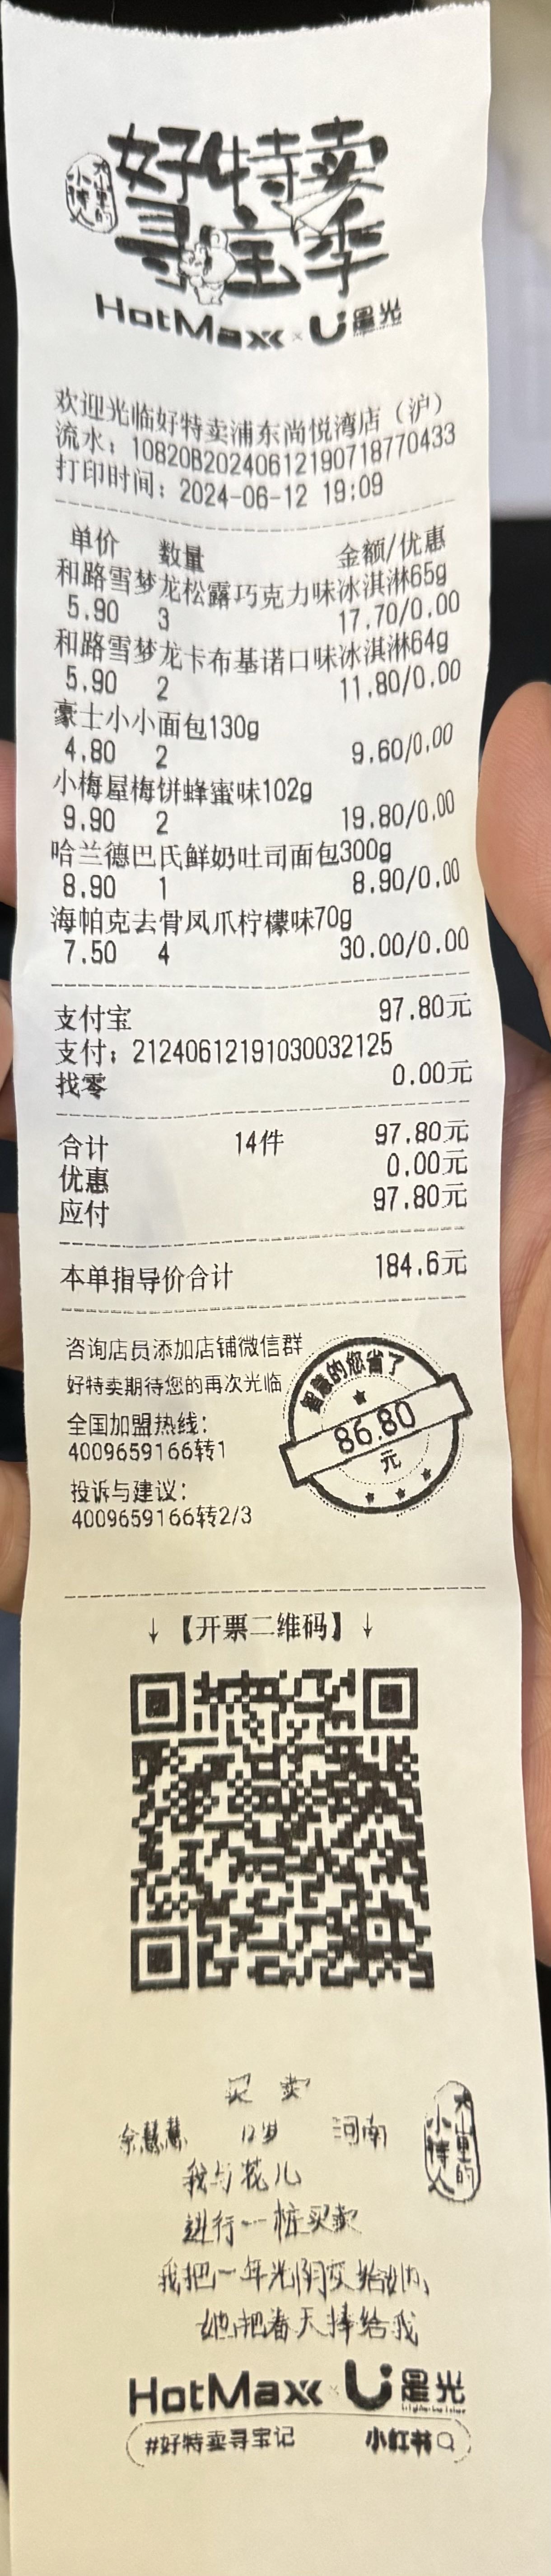 大山里的
小诗人
好特卖
寻宝季
HotMaxx × U 是光
欢迎光临好特卖浦东尚悦湾店（沪）
流水：10820B20240612190718770433
打印时间：2024-06-12 19:09
单价 数量 金额/优惠
和路雪梦龙松露巧克力味冰淇淋65g
5.90 3 17.70/0.00
和路雪梦龙卡布基诺口味冰淇淋64g
5.90 2 11.80/0.00
豪士小小面包130g
4.80 2 9.60/0.00
小梅屋梅饼蜂蜜味102g
9.90 2 19.80/0.00
哈兰德巴氏鲜奶吐司面包300g
8.90 1 8.90/0.00
海帕克去骨凤爪柠檬味70g
7.50 4 30.00/0.00
支付宝 97.80元
支付：21240612191030032125
找零 0.00元
合计 14件 97.80元
优惠 0.00元
应付 97.80元
本单指导价合计 184.6元
咨询店员添加店铺微信群
好特卖期待您的再次光临
全国加盟热线：
4009659166转1
投诉与建议：
4009659166转2/3
智慧的您省了
86.80
元
↓【开票二维码】↓
买卖
余慧慧 12岁 河南
大山里的
小诗人
我与花儿
进行一桩买卖
我把一年光阴交给她、
她把春天捧给我
HotMaxx × U 是光
#好特卖寻宝记 小红书